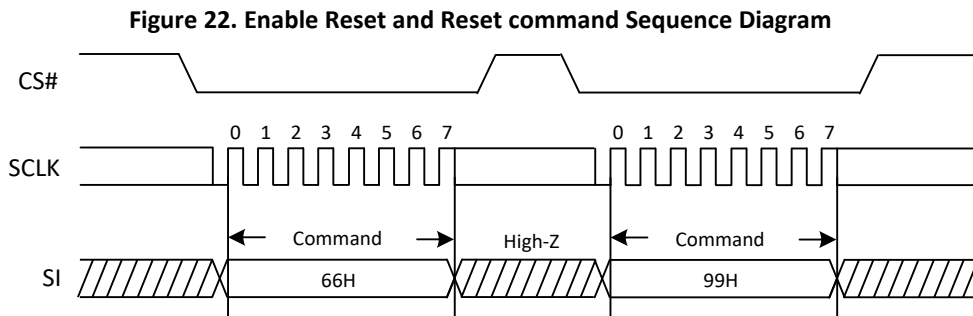 Figure 22. Enable Reset and Reset command Sequence Diagram
CS#
0 1 2 3 4 5 6 7 0 1 2 3 4 5 6 7
SCLK
Command High-Z Command
SI 66H 99H